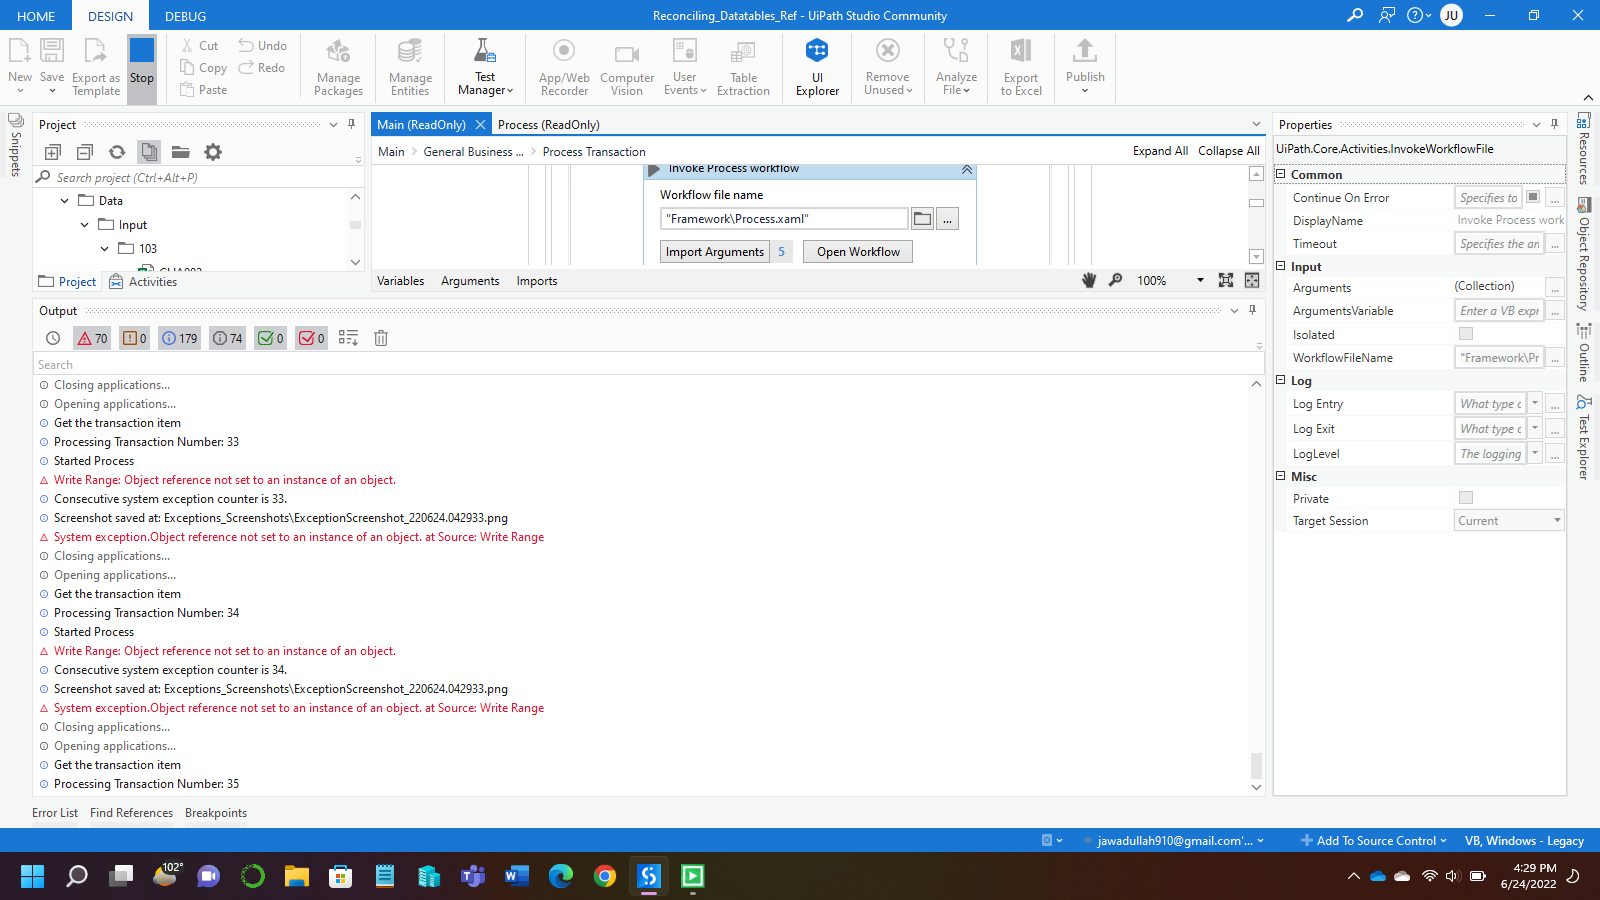 HOME DESIGN DEBUG Reconciling_Datatables_Ref - UiPath Studio Community JU
New Save Export as Template Stop Cut Copy Paste Undo Redo Manage Packages Manage Entities Test Manager App/Web Recorder Computer Vision User Events Table Extraction UI Explorer Remove Unused Analyze File Export to Excel Publish
Snippets
Project
Search project (Ctrl+Alt+P)
Data
Input
103
Project Activities
Main (ReadOnly) Process (ReadOnly)
Main General Business ... Process Transaction Expand All Collapse All
Invoke Process workflow
Workflow file name
"Framework\Process.xaml" ...
Import Arguments 5 Open Workflow
Variables Arguments Imports 100%
Output
70 0 179 74 0 0
Search
Closing applications...
Opening applications...
Get the transaction item
Processing Transaction Number: 33
Started Process
Write Range: Object reference not set to an instance of an object.
Consecutive system exception counter is 33.
Screenshot saved at: Exceptions_Screenshots\ExceptionScreenshot_220624.042933.png
System exception.Object reference not set to an instance of an object. at Source: Write Range
Closing applications...
Opening applications...
Get the transaction item
Processing Transaction Number: 34
Started Process
Write Range: Object reference not set to an instance of an object.
Consecutive system exception counter is 34.
Screenshot saved at: Exceptions_Screenshots\ExceptionScreenshot_220624.042933.png
System exception.Object reference not set to an instance of an object. at Source: Write Range
Closing applications...
Opening applications...
Get the transaction item
Processing Transaction Number: 35
Error List Find References Breakpoints
Properties
UiPath.Core.Activities.InvokeWorkflowFile
Common
Continue On Error Specifies to ...
DisplayName Invoke Process work
Timeout Specifies the an ...
Input
Arguments (Collection) ...
ArgumentsVariable Enter a VB expr ...
Isolated
WorkflowFileName "Framework\Pr ...
Log
Log Entry What type c ...
Log Exit What type c ...
LogLevel The logging ...
Misc
Private
Target Session Current
Resources
Object Repository
Outline
Test Explorer
jawadullah910@gmail.com'... Add To Source Control VB, Windows - Legacy
102°
4:29 PM
6/24/2022